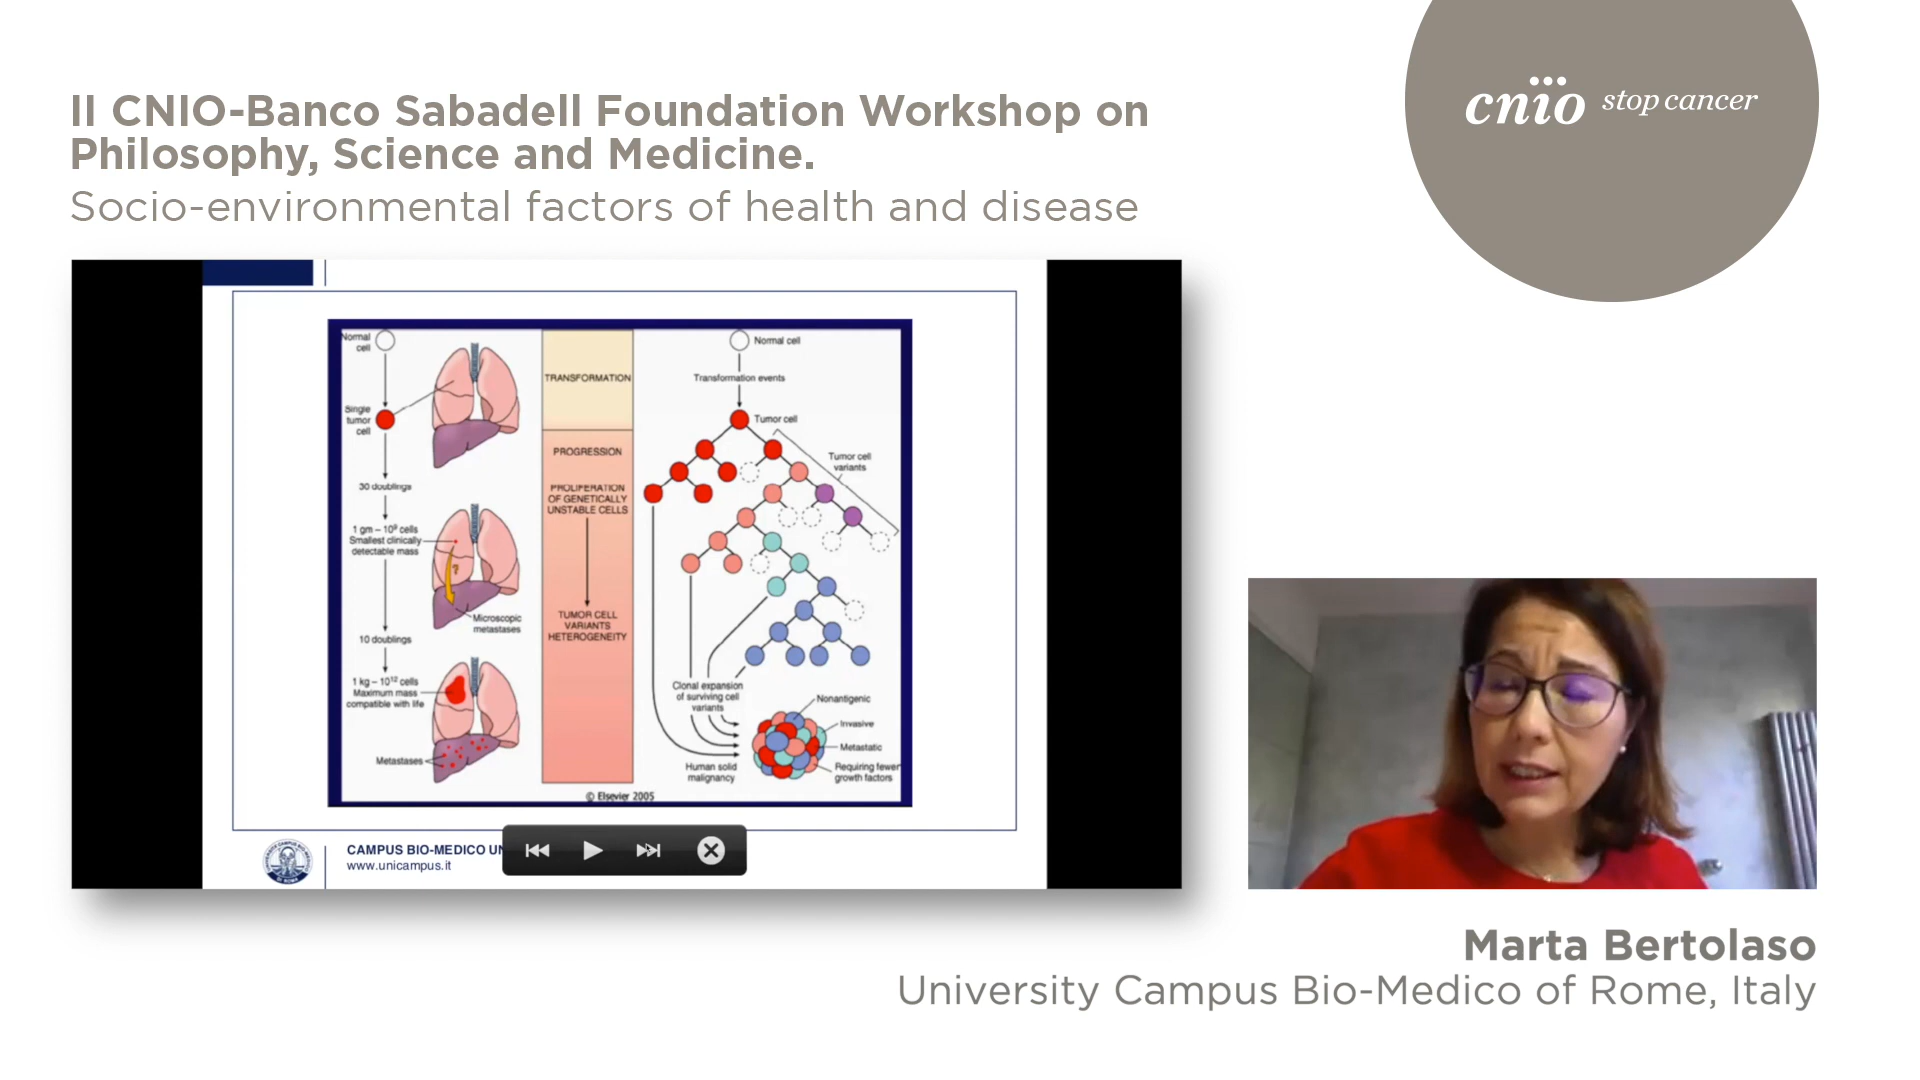 II CNIO-Banco Sabadell Foundation Workshop on
Philosophy, Science and Medicine.
Socio-environmental factors of health and disease
cnio stop cancer
Normal
cell
Single
tumor
cell
30 doublings
1 gm – 10⁹ cells
Smallest clinically
detectable mass
?
Microscopic
metastases
10 doublings
1 kg – 10¹² cells
Maximum mass
compatible with life
Metastases
TRANSFORMATION
PROGRESSION
PROLIFERATION
OF GENETICALLY
UNSTABLE CELLS
TUMOR CELL
VARIANTS
HETEROGENEITY
Normal cell
Transformation events
Tumor cell
Tumor cell
variants
Clonal expansion
of surviving cell
variants
Nonantigenic
Invasive
Metastatic
Requiring fewer
growth factors
Human solid
malignancy
© Elsevier 2005
CAMPUS BIO-MEDICO UN
www.unicampus.it
Marta Bertolaso
University Campus Bio-Medico of Rome, Italy